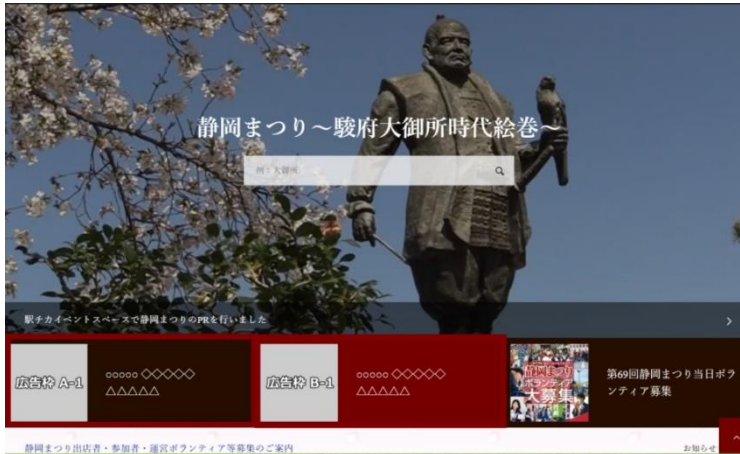 静岡まつり～駿府大御所時代絵巻～
例：大御所
駅チカイベントスペースで静岡まつりのPRを行いました
広告枠 A-1
○○○○○ ◇◇◇◇◇
△△△△△
広告枠 B-1
○○○○○ ◇◇◇◇◇
△△△△△
静岡まつり
ボランティア
大募集
第69回静岡まつり当日ボラ
ンティア募集
静岡まつり出店者・参加者・運営ボランティア等募集のご案内
お知らせ